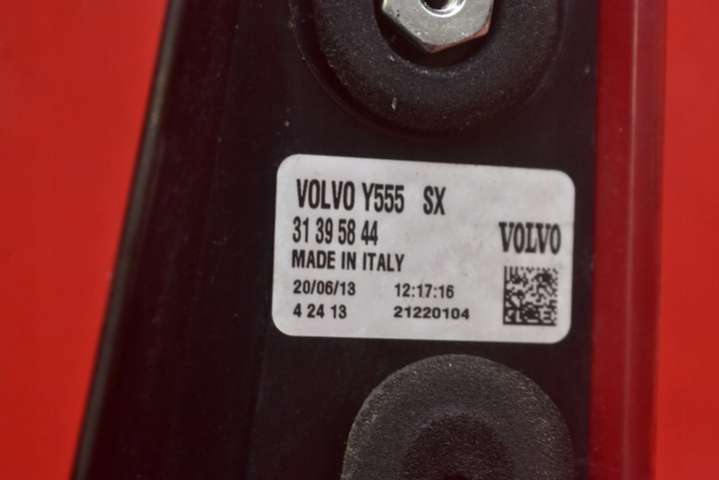 VOLVO Y555 SX
31 39 58 44
VOLVO
MADE IN ITALY
20/06/13 12:17:16
4 24 13 21220104